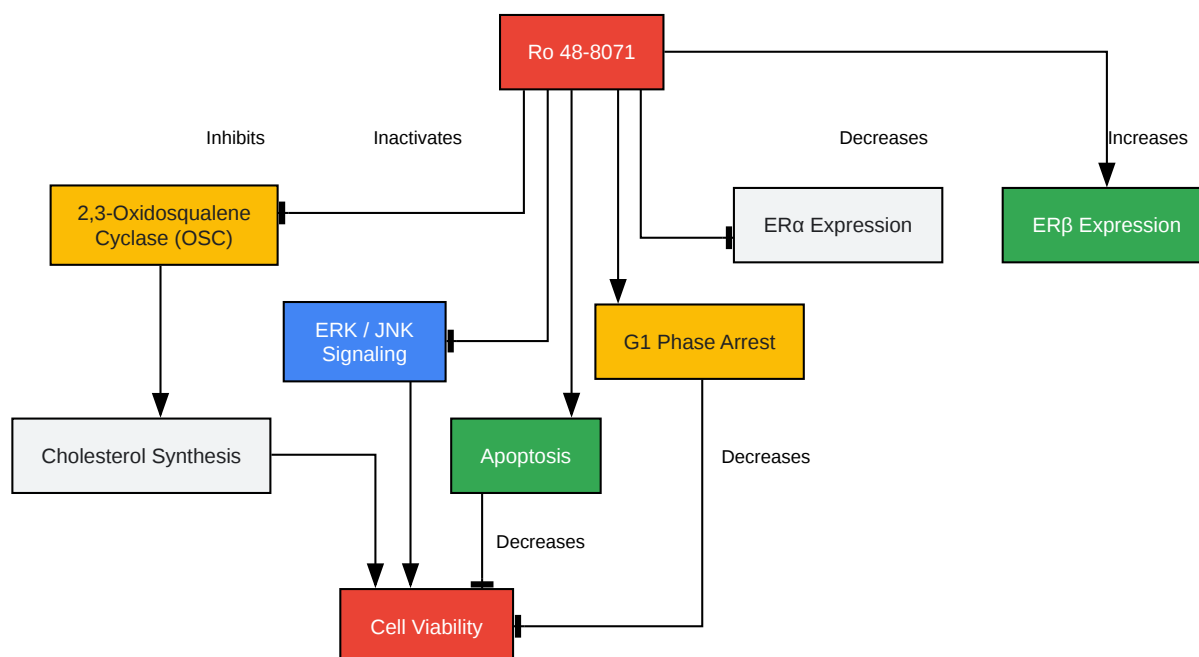 Ro 48-8071
Inhibits
Inactivates
Decreases
Increases
2,3-Oxidosqualene
Cyclase (OSC)
ERα Expression
ERβ Expression
ERK / JNK
Signaling
G1 Phase Arrest
Cholesterol Synthesis
Apoptosis
Decreases
Decreases
Cell Viability